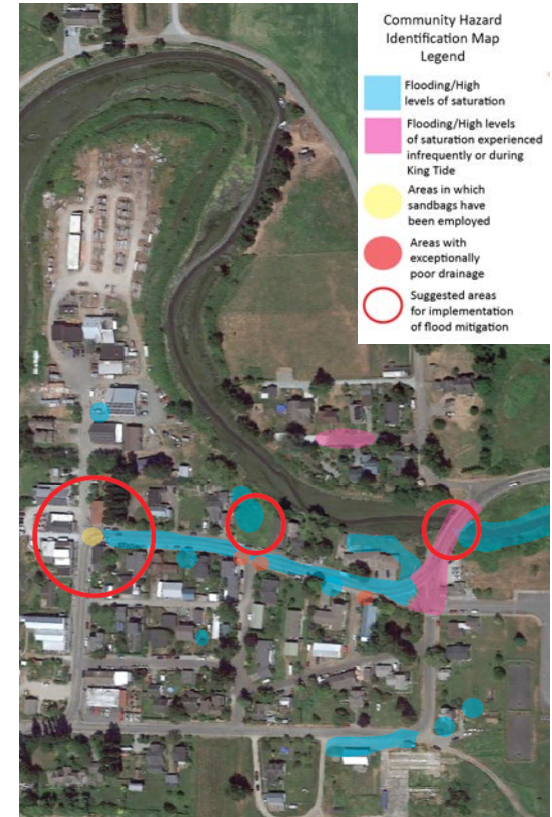 Community Hazard
Identification Map
Legend
Flooding/High
levels of saturation
Flooding/High levels
of saturation experienced
infrequently or during
King Tide
Areas in which
sandbags have
been employed
Areas with
exceptionally
poor drainage
Suggested areas
for implementation
of flood mitigation